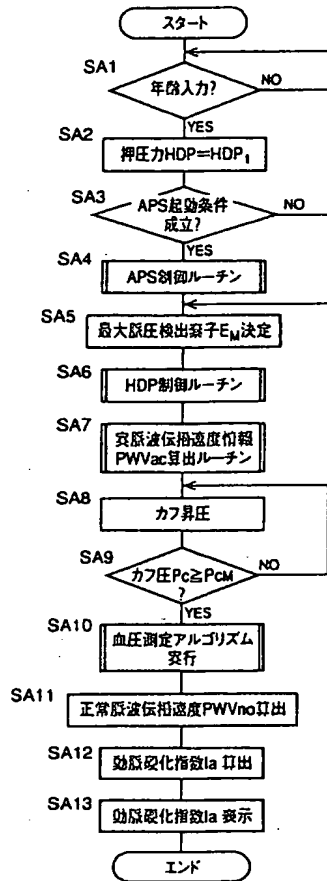 スタート
SA1
年齢入力?
NO
YES
SA2
押圧力HDP=HDP1
SA3
APS起動条件
成立?
NO
YES
SA4
APS制御ルーチン
SA5
最大脈圧検出素子EM決定
SA6
HDP制御ルーチン
SA7
実脈波伝播速度情報
PWVac算出ルーチン
SA8
カフ昇圧
SA9
カフ圧Pc≧PCM
?
NO
YES
SA10
血圧測定アルゴリズム
実行
SA11
正常脈波伝播速度PWVno算出
SA12
動脈硬化指数Ia 算出
SA13
動脈硬化指数Ia 表示
エンド